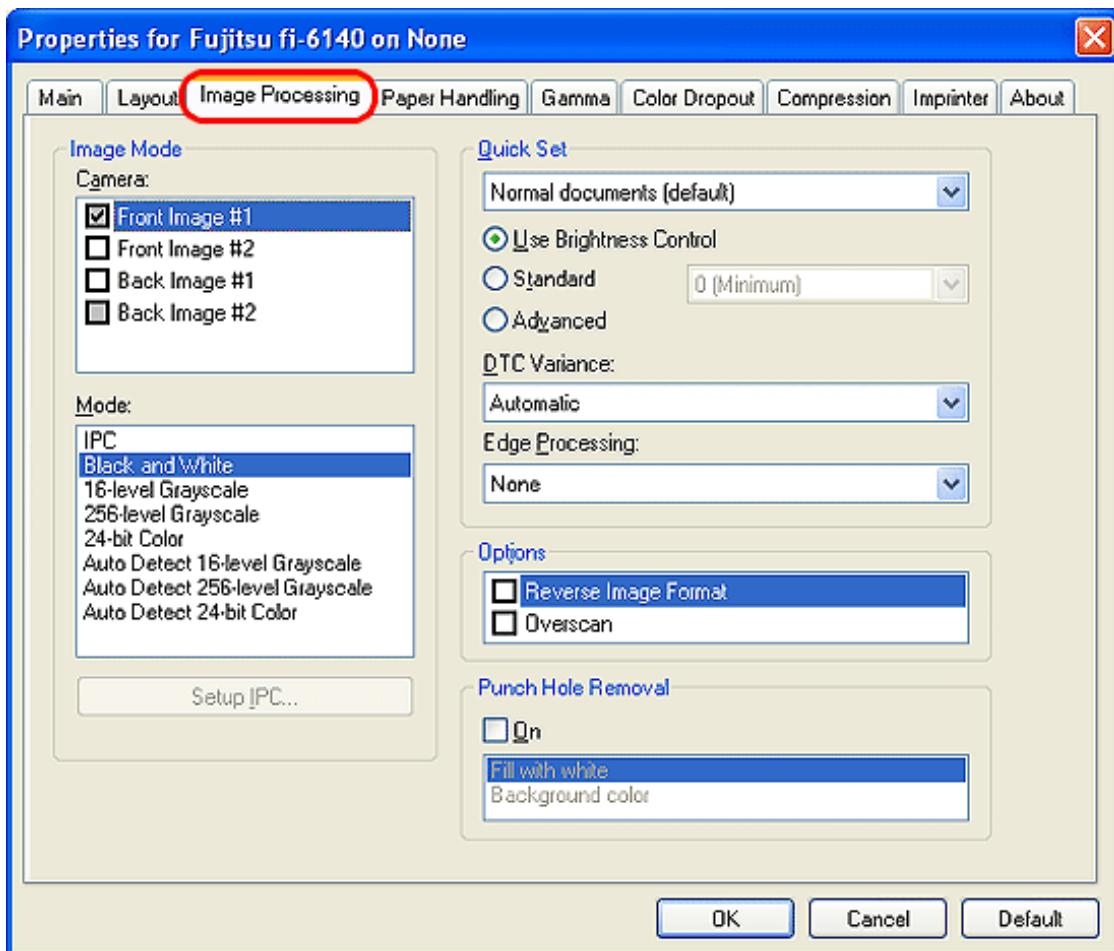 Properties for Fujitsu fi-6140 on None
Main Layout Image Processing Paper Handling Gamma Color Dropout Compression Imprinter About
Image Mode
Camera:
Front Image #1
Front Image #2
Back Image #1
Back Image #2
Mode:
IPC
Black and White
16-level Grayscale
256-level Grayscale
24-bit Color
Auto Detect 16-level Grayscale
Auto Detect 256-level Grayscale
Auto Detect 24-bit Color
Setup IPC...
Quick Set
Normal documents (default)
Use Brightness Control
Standard 0 (Minimum)
Advanced
DTC Variance:
Automatic
Edge Processing:
None
Options
Reverse Image Format
Overscan
Punch Hole Removal
On
Fill with white
Background color
OK Cancel Default